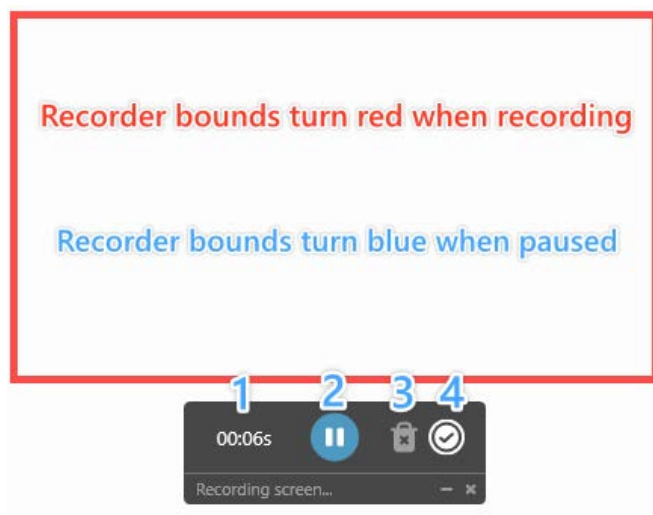 Recorder bounds turn red when recording
Recorder bounds turn blue when paused
1 2 3 4
00:06s
Recording screen...